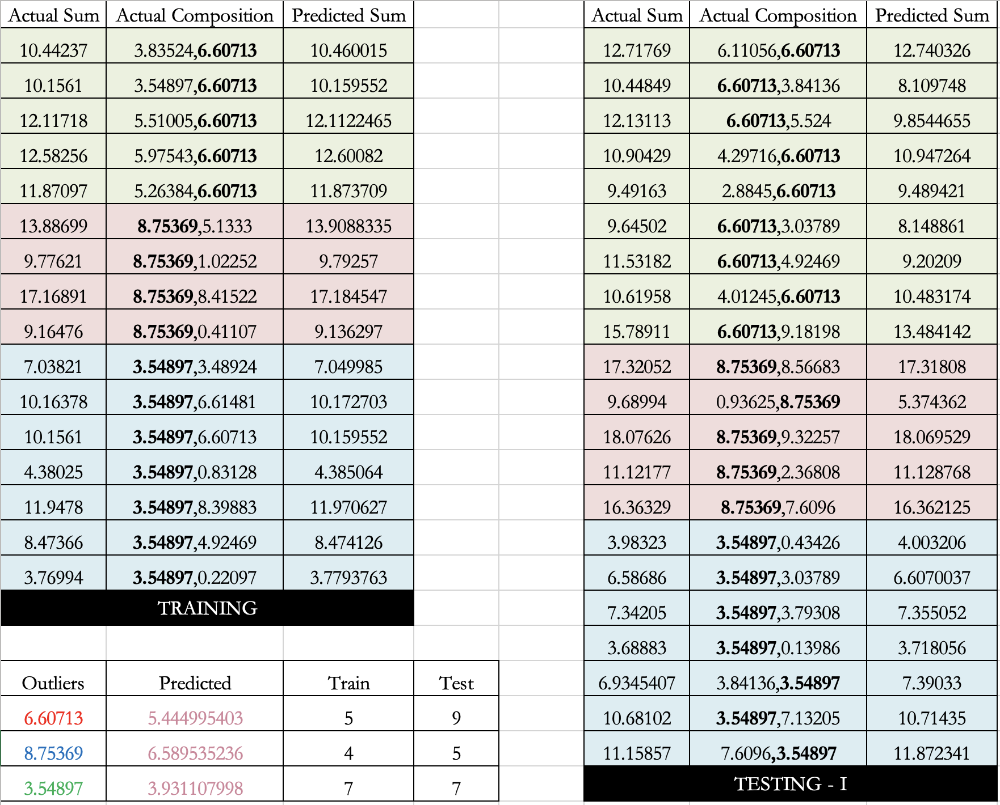 Actual Sum Actual Composition Predicted Sum
10.44237 3.83524,6.60713 10.460015
10.1561 3.54897,6.60713 10.159552
12.11718 5.51005,6.60713 12.1122465
12.58256 5.97543,6.60713 12.60082
11.87097 5.26384,6.60713 11.873709
13.88699 8.75369,5.1333 13.9088335
9.77621 8.75369,1.02252 9.79257
17.16891 8.75369,8.41522 17.184547
9.16476 8.75369,0.41107 9.136297
7.03821 3.54897,3.48924 7.049985
10.16378 3.54897,6.61481 10.172703
10.1561 3.54897,6.60713 10.159552
4.38025 3.54897,0.83128 4.385064
11.9478 3.54897,8.39883 11.970627
8.47366 3.54897,4.92469 8.474126
3.76994 3.54897,0.22097 3.7793763
TRAINING
Outliers Predicted Train Test
6.60713 5.444995403 5 9
8.75369 6.589535236 4 5
3.54897 3.931107998 7 7
Actual Sum Actual Composition Predicted Sum
12.71769 6.11056,6.60713 12.740326
10.44849 6.60713,3.84136 8.109748
12.13113 6.60713,5.524 9.8544655
10.90429 4.29716,6.60713 10.947264
9.49163 2.8845,6.60713 9.489421
9.64502 6.60713,3.03789 8.148861
11.53182 6.60713,4.92469 9.20209
10.61958 4.01245,6.60713 10.483174
15.78911 6.60713,9.18198 13.484142
17.32052 8.75369,8.56683 17.31808
9.68994 0.93625,8.75369 5.374362
18.07626 8.75369,9.32257 18.069529
11.12177 8.75369,2.36808 11.128768
16.36329 8.75369,7.6096 16.362125
3.98323 3.54897,0.43426 4.003206
6.58686 3.54897,3.03789 6.6070037
7.34205 3.54897,3.79308 7.355052
3.68883 3.54897,0.13986 3.718056
6.9345407 3.84136,3.54897 7.39033
10.68102 3.54897,7.13205 10.71435
11.15857 7.6096,3.54897 11.872341
TESTING - I